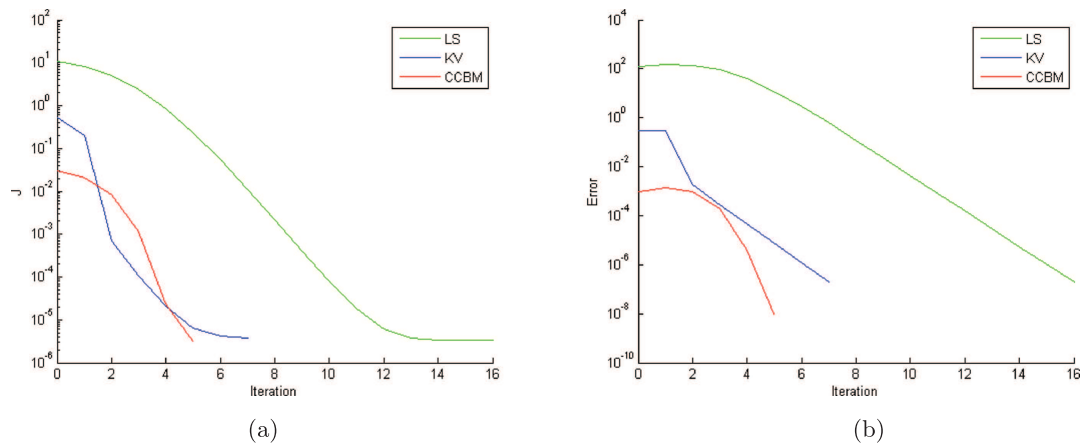 10^2
10^1
10^0
10^-1
10^-2
10^-3
10^-4
10^-5
10^-6
J
0 2 4 6 8 10 12 14 16
Iteration
LS
KV
CCBM
(a)
10^4
10^2
10^0
10^-2
10^-4
10^-6
10^-8
10^-10
Error
0 2 4 6 8 10 12 14 16
Iteration
LS
KV
CCBM
(b)